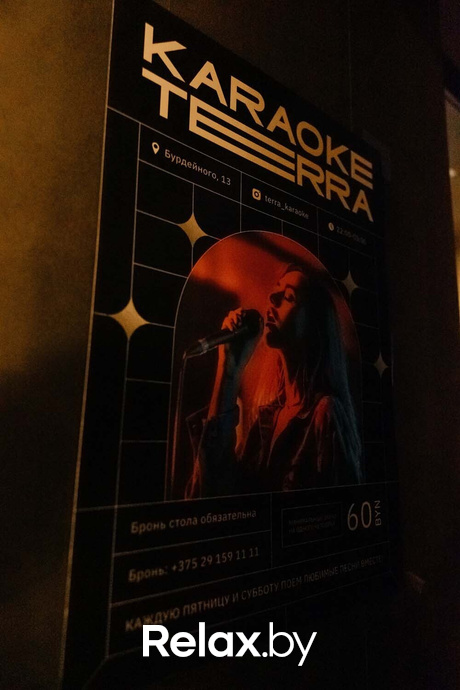 KARAOKE
TERRA
Бурдейного, 13
terra_karaoke
Бронь стола обязательна
60 BYN
Бронь: +375 29 159 11 11
КАЖДУЮ ПЯТНИЦУ И СУББОТУ ПОЕМ ЛЮБИМЫЕ ПЕСНИ ВМЕСТЕ
Relax.by